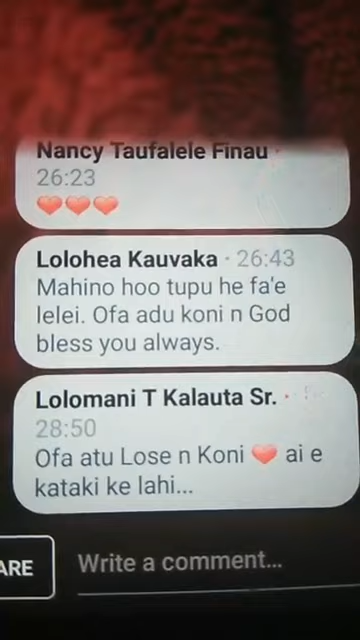 Nancy Taufalele Finau ·
26:23
❤❤❤
Lolohea Kauvaka · 26:43
Mahino hoo tupu he fa'e
lelei. Ofa adu koni n God
bless you always.
Lolomani T Kalauta Sr. ·
28:50
Ofa atu Lose n Koni ❤ ai e
kataki ke lahi...
ARE
Write a comment...